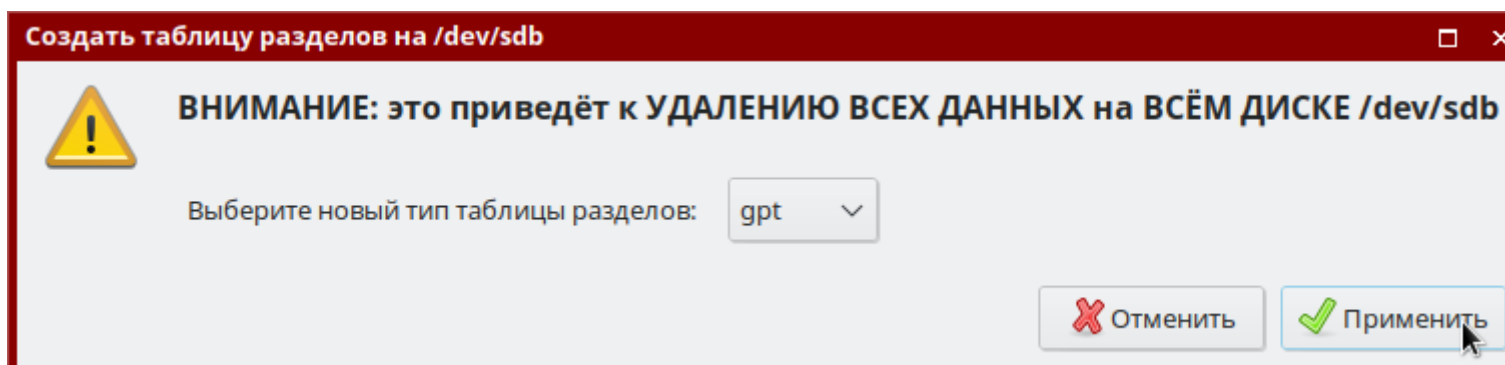 Создать таблицу разделов на /dev/sdb
ВНИМАНИЕ: это приведёт к УДАЛЕНИЮ ВСЕХ ДАННЫХ на ВСЁМ ДИСКЕ /dev/sdb
Выберите новый тип таблицы разделов: gpt
Отменить Применить